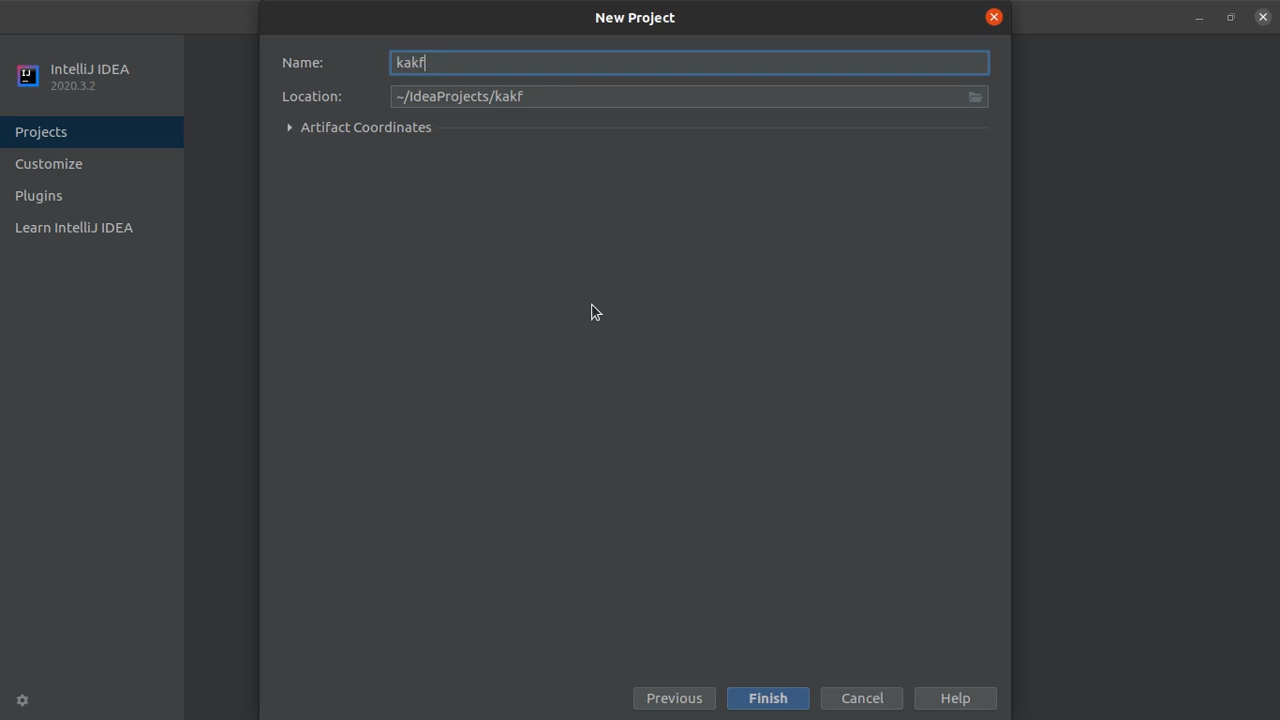 New Project
IJ
IntelliJ IDEA
2020.3.2
Projects
Customize
Plugins
Learn IntelliJ IDEA
Name:
kakf
Location:
~/IdeaProjects/kakf
Artifact Coordinates
Previous
Finish
Cancel
Help